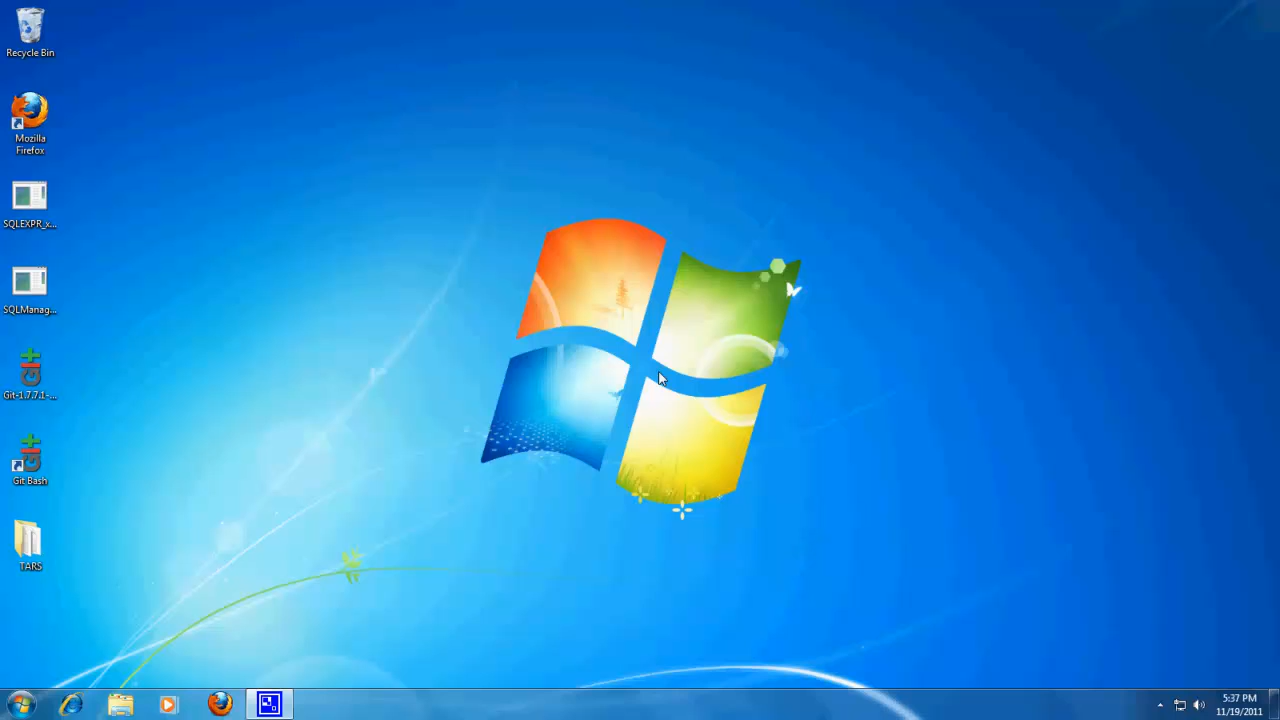 Recycle Bin
Mozilla
Firefox
SQLEXPR_x...
SQLManag...
Git-1.7.7.1-...
Git Bash
TARS
5:37 PM
11/19/2011